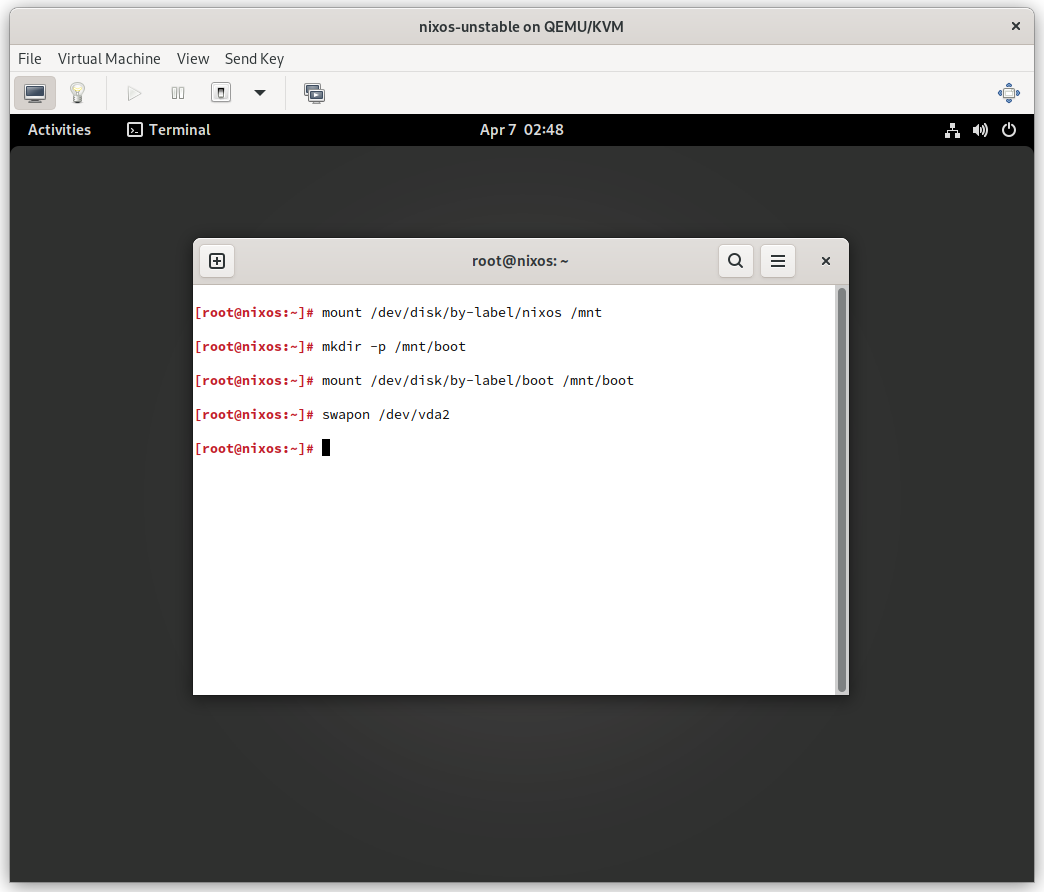 nixos-unstable on QEMU/KVM
File Virtual Machine View Send Key
Activities Terminal Apr 7 02:48
root@nixos: ~
[root@nixos:~]# mount /dev/disk/by-label/nixos /mnt
[root@nixos:~]# mkdir -p /mnt/boot
[root@nixos:~]# mount /dev/disk/by-label/boot /mnt/boot
[root@nixos:~]# swapon /dev/vda2
[root@nixos:~]#